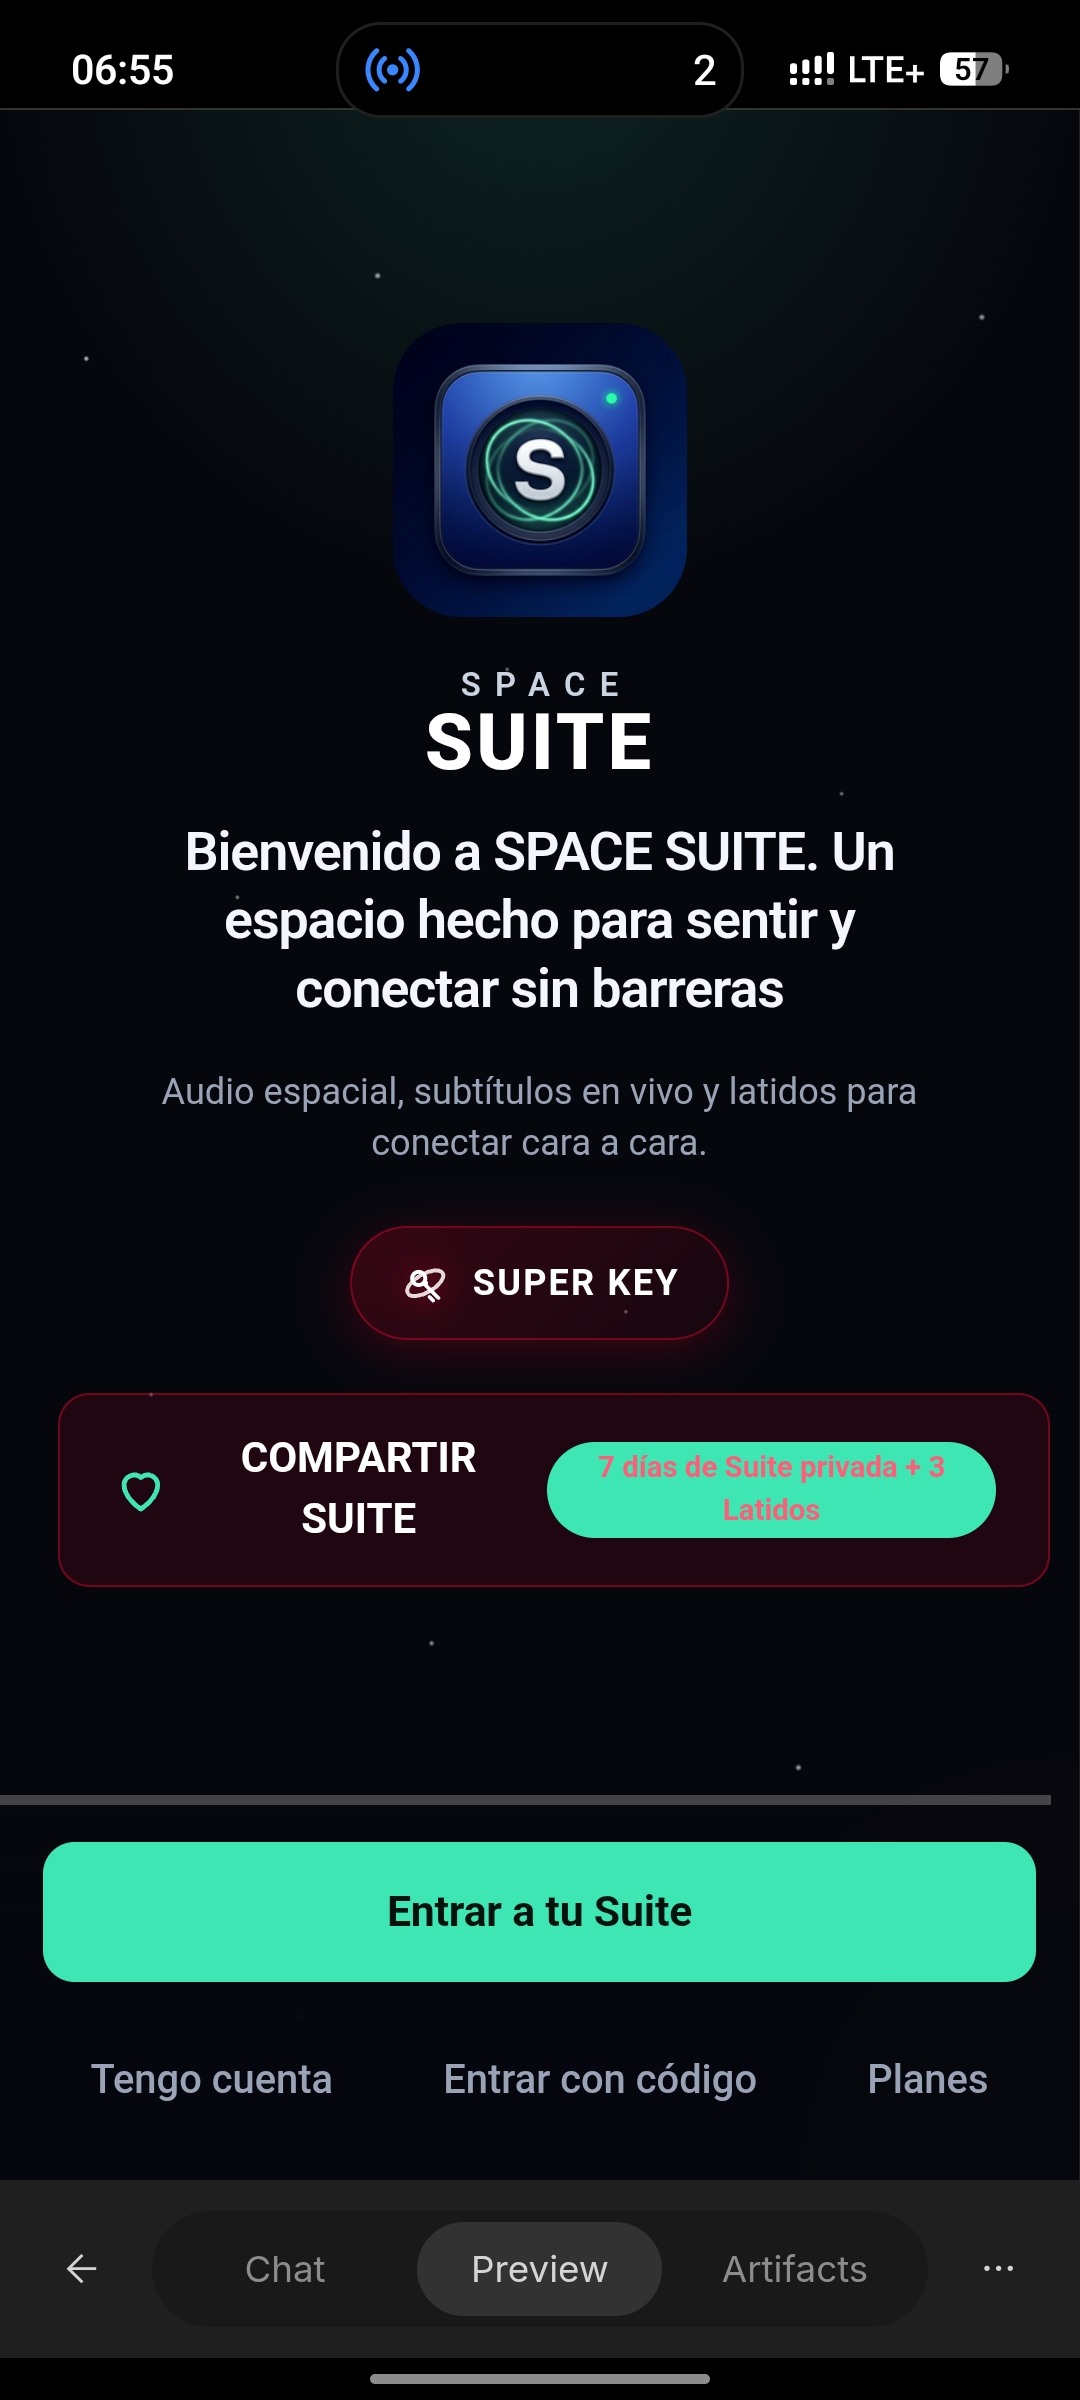 06:55
2
LTE+
57
S
SPACE
SUITE
Bienvenido a SPACE SUITE. Un
espacio hecho para sentir y
conectar sin barreras
Audio espacial, subtítulos en vivo y latidos para
conectar cara a cara.
SUPER KEY
COMPARTIR
SUITE
7 días de Suite privada + 3
Latidos
Entrar a tu Suite
Tengo cuenta
Entrar con código
Planes
Chat
Preview
Artifacts